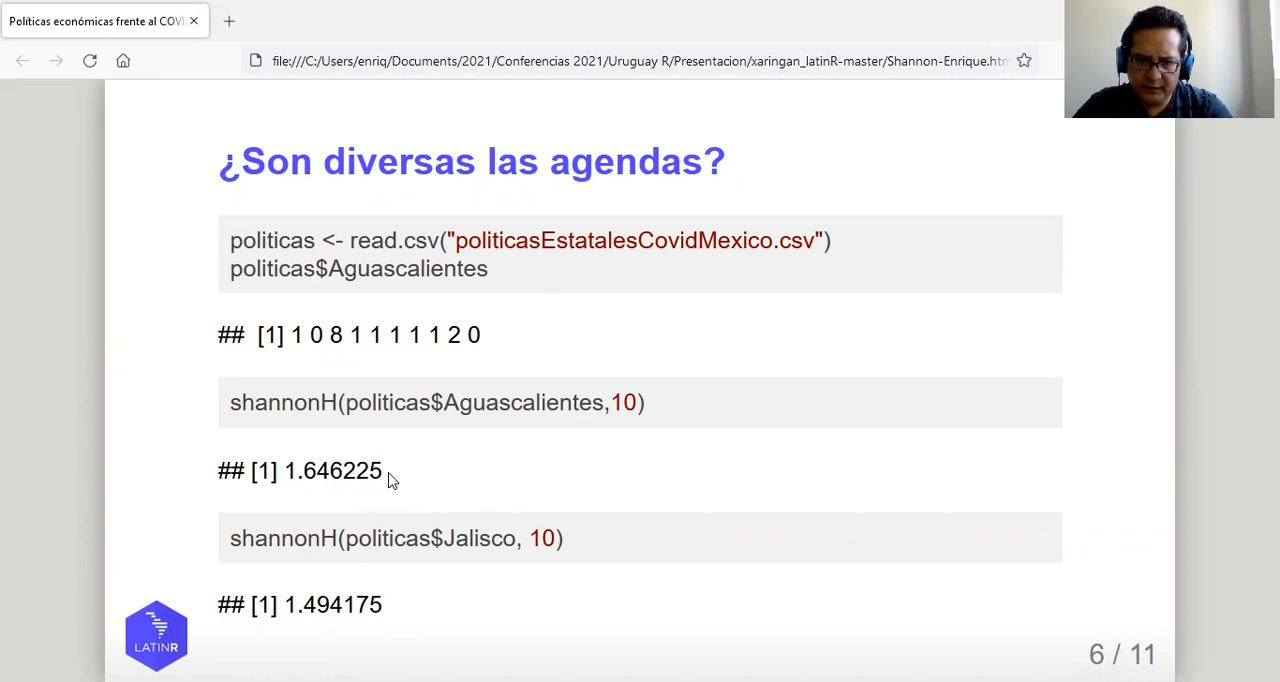 Políticas económicas frente al COVI
file:///C:/Users/enriq/Documents/2021/Conferencias 2021/Uruguay R/Presentacion/xaringan_latinR-master/Shannon-Enrique.htm
¿Son diversas las agendas?
politicas <- read.csv("politicasEstatalesCovidMexico.csv")
politicas$Aguascalientes
## [1] 1 0 8 1 1 1 1 1 2 0
shannonH(politicas$Aguascalientes,10)
## [1] 1.646225
shannonH(politicas$Jalisco, 10)
## [1] 1.494175
LATINR
6 / 11